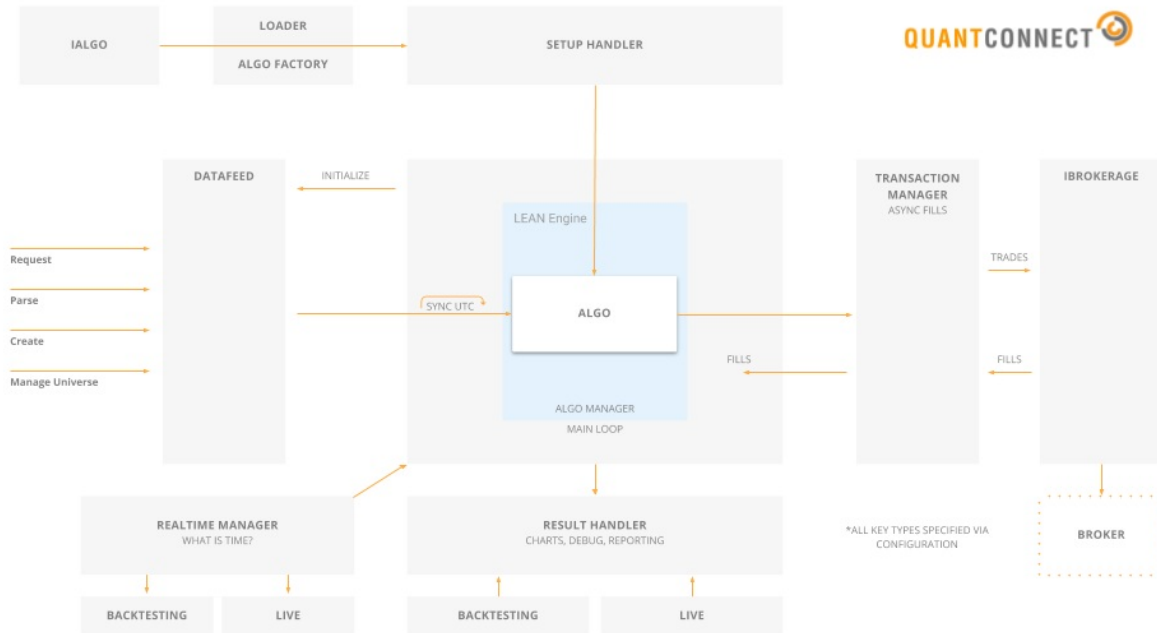 IALGO
LOADER
ALGO FACTORY
SETUP HANDLER
QUANTCONNECT
DATAFEED
INITIALIZE
LEAN Engine
TRANSACTION
MANAGER
ASYNC FILLS
IBROKERAGE
Request
Parse
Create
Manage Universe
SYNC UTC
ALGO
TRADES
FILLS
FILLS
ALGO MANAGER
MAIN LOOP
REALTIME MANAGER
WHAT IS TIME?
RESULT HANDLER
CHARTS, DEBUG, REPORTING
*ALL KEY TYPES SPECIFIED VIA
CONFIGURATION
BROKER
BACKTESTING
LIVE
BACKTESTING
LIVE